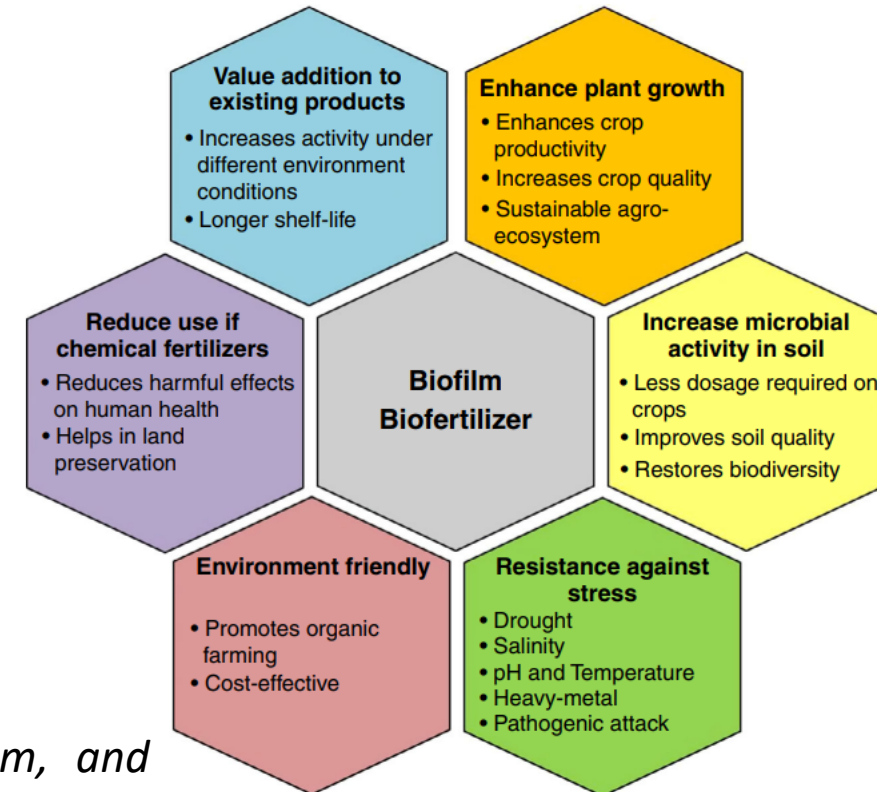 Value addition to
existing products
• Increases activity under
different environment
conditions
• Longer shelf-life
Enhance plant growth
• Enhances crop
productivity
• Increases crop quality
• Sustainable agro-
ecosystem
Reduce use if
chemical fertilizers
• Reduces harmful effects
on human health
• Helps in land
preservation
Biofilm
Biofertilizer
Increase microbial
activity in soil
• Less dosage required on
crops
• Improves soil quality
• Restores biodiversity
Environment friendly
• Promotes organic
farming
• Cost-effective
Resistance against
stress
• Drought
• Salinity
• pH and Temperature
• Heavy-metal
• Pathogenic attack
m, and